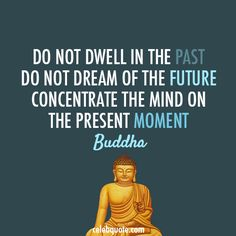 DO NOT DWELL IN THE PAST
DO NOT DREAM OF THE FUTURE
CONCENTRATE THE MIND ON
THE PRESENT MOMENT
Buddha
celebquote.com